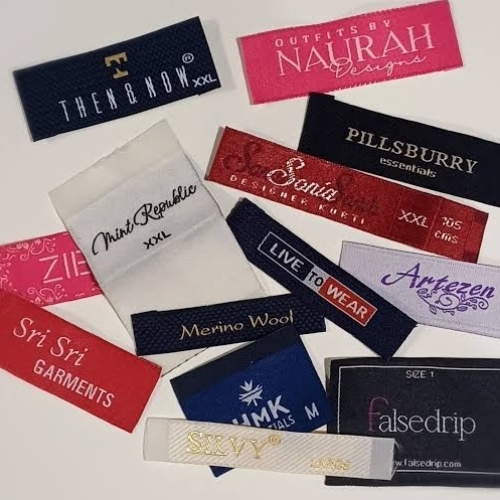 THEN & NOW®
XXL
OUTFITS BY
NAURAH
Designs
PILLSBURRY
essentials
Sonia
DESIGNER KURTI
XXL
105
cms
Mint Republic
XXL
LIVE TO WEAR
Artezen
Merino Wool
Sri Sri
GARMENTS
HMK
M
SILVY®
SIZE 1
falsedrip
www.falsedrip.com